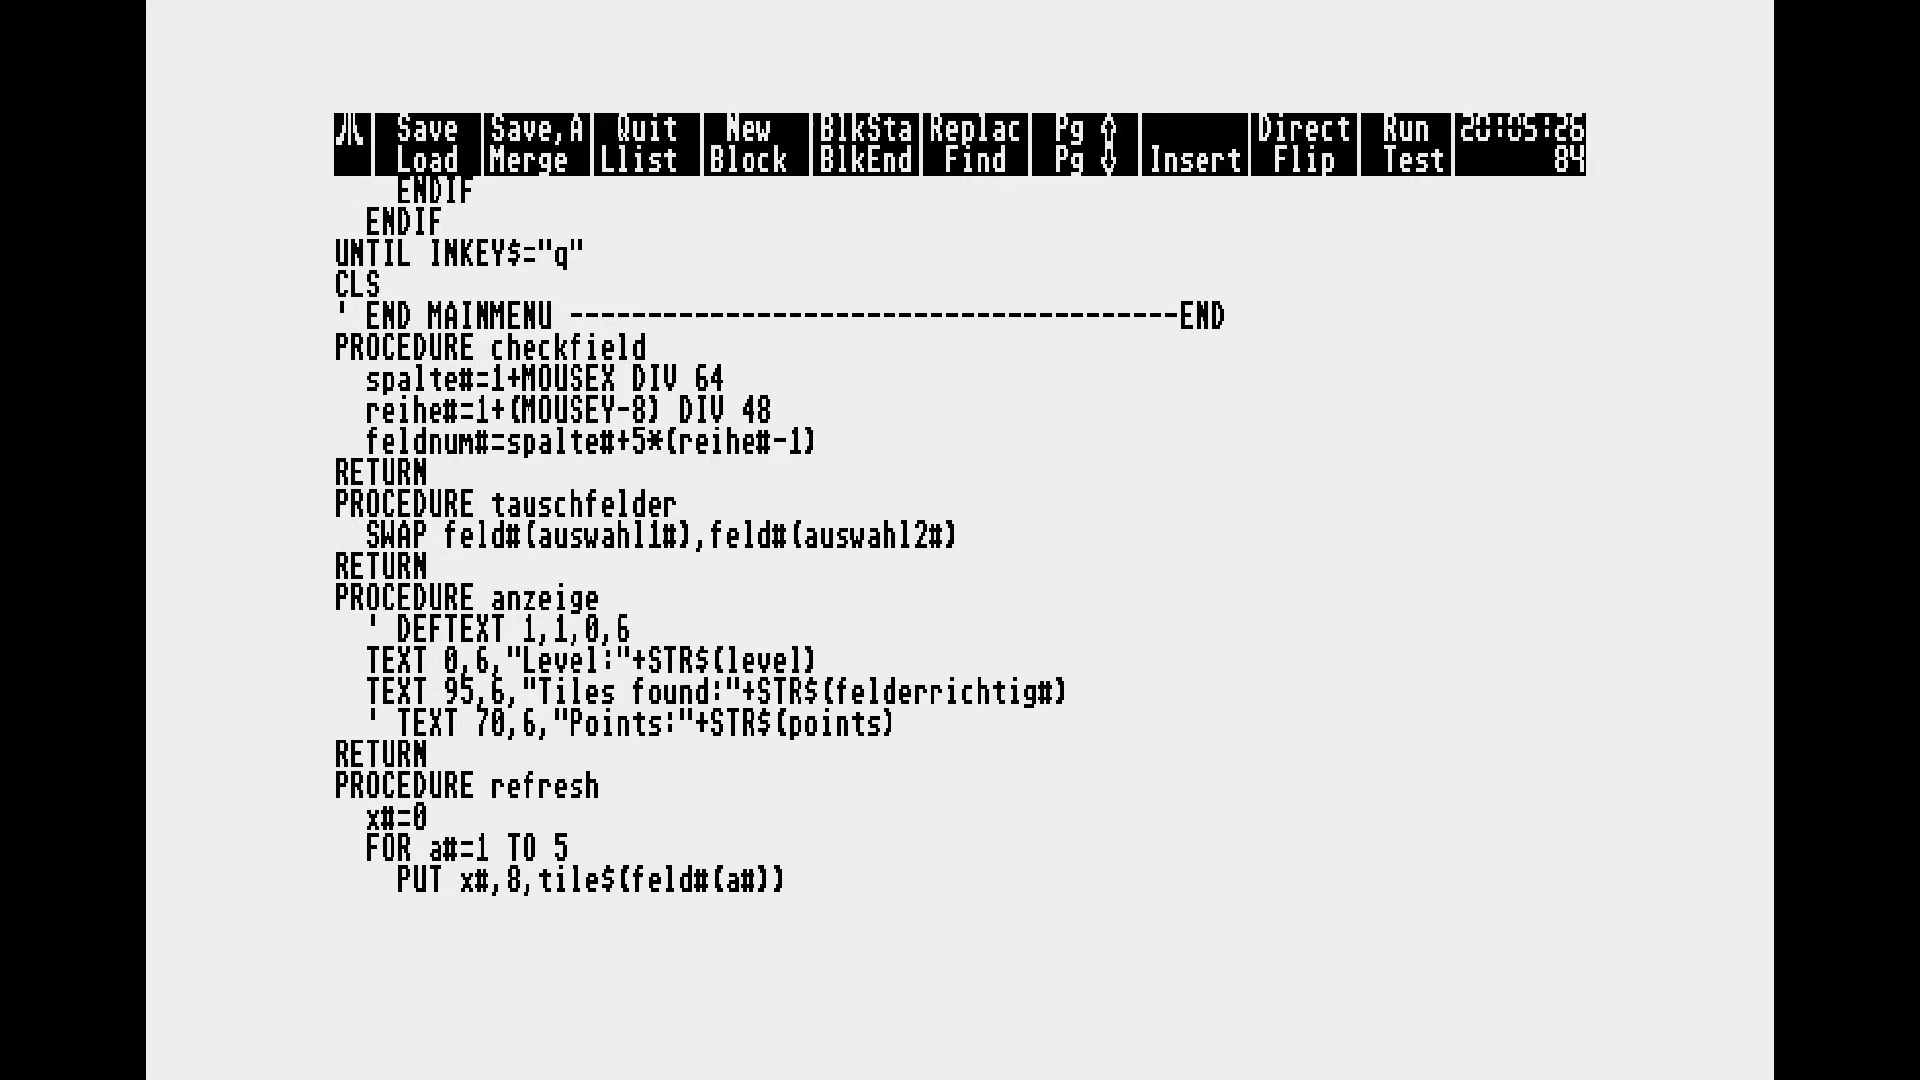 Save Save,A Quit New BlkSta Replac Pg ⇧ Direct Run 20:05:26
Load Merge Llist Block BlkEnd Find Pg ⇩ Insert Flip Test 84
    ENDIF
  ENDIF
UNTIL INKEY$="q"
CLS
' END MAINMENU ---------------------------------------END
PROCEDURE checkfield
  spalte#=1+MOUSEX DIV 64
  reihe#=1+(MOUSEY-8) DIV 48
  feldnum#=spalte#+5*(reihe#-1)
RETURN
PROCEDURE tauschfelder
  SWAP feld#(auswahl1#),feld#(auswahl2#)
RETURN
PROCEDURE anzeige
  ' DEFTEXT 1,1,0,6
  TEXT 0,6,"Level:"+STR$(level)
  TEXT 95,6,"Tiles found:"+STR$(felderrichtig#)
  ' TEXT 70,6,"Points:"+STR$(points)
RETURN
PROCEDURE refresh
  x#=0
  FOR a#=1 TO 5
    PUT x#,8,tile$(feld#(a#))